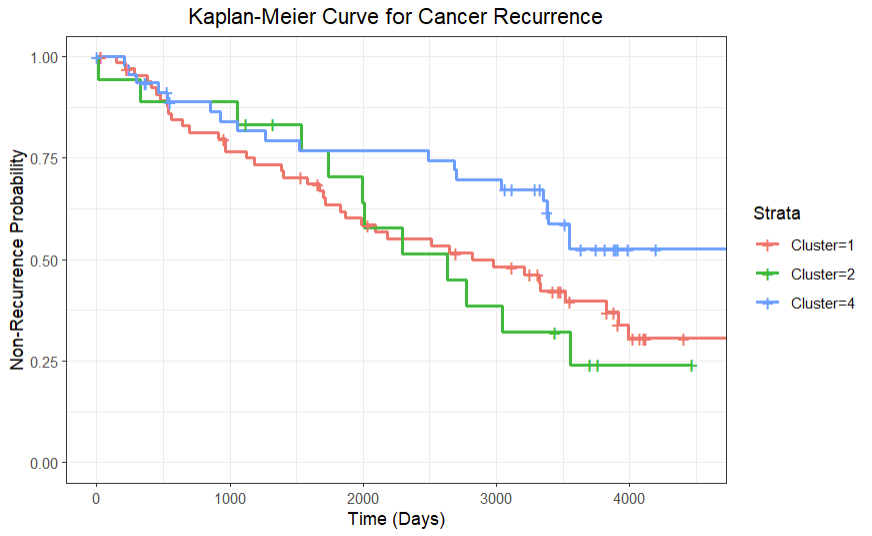 Kaplan-Meier Curve for Cancer Recurrence
Non-Recurrence Probability
1.00
0.75
0.50
0.25
0.00
0
1000
2000
3000
4000
Time (Days)
Strata
Cluster=1
Cluster=2
Cluster=4